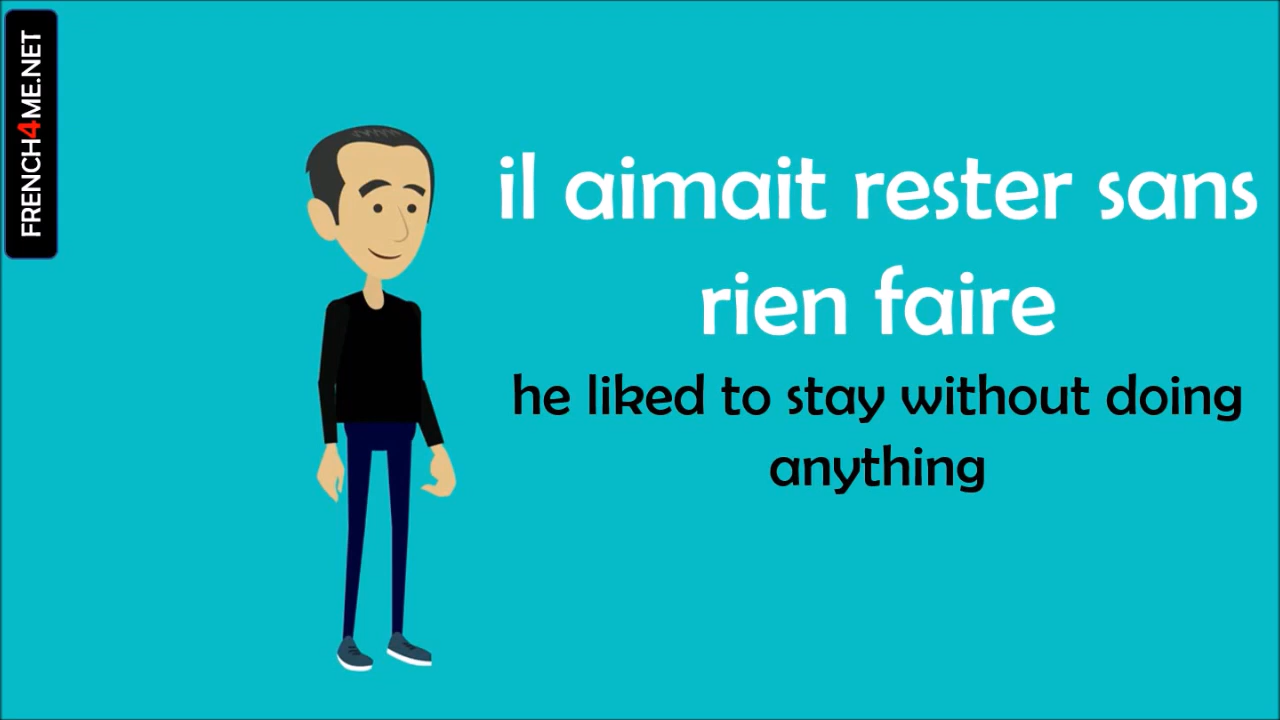 FRENCH4ME.NET
il aimait rester sans
rien faire
he liked to stay without doing
anything